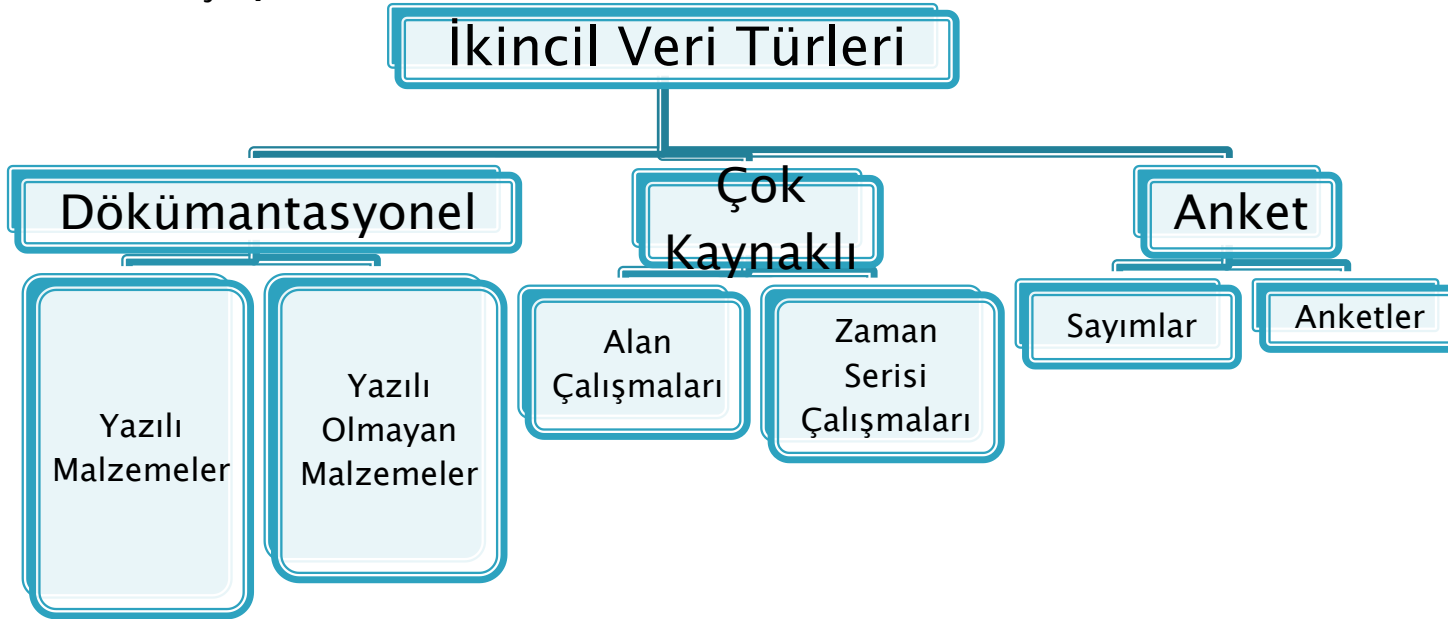 İkincil Veri Türleri
Dökümantasyonel
Çok
Kaynaklı
Anket
Yazılı
Malzemeler
Yazılı
Olmayan
Malzemeler
Alan
Çalışmaları
Zaman
Serisi
Çalışmaları
Sayımlar
Anketler